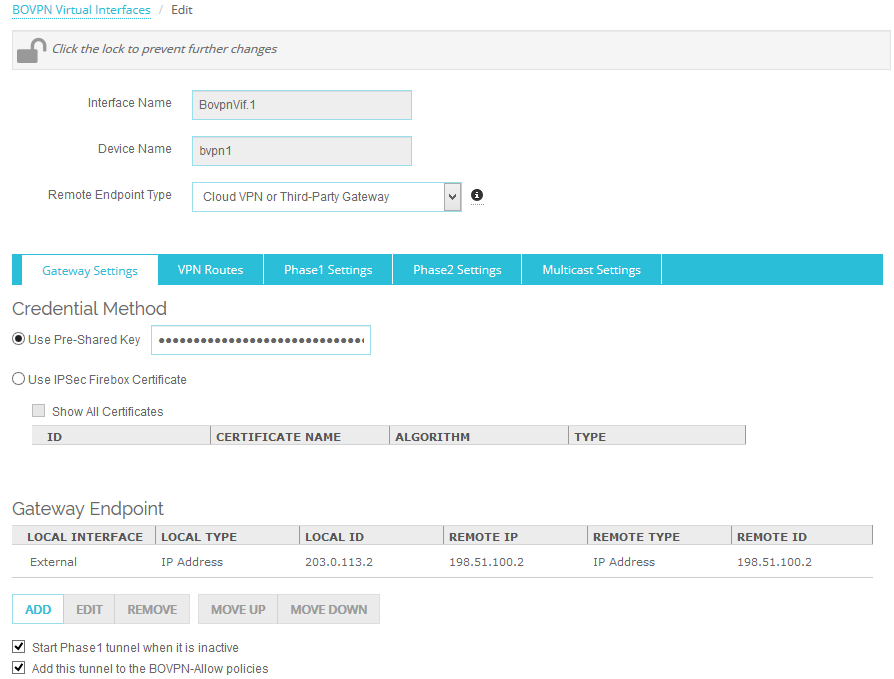 BOVPN Virtual Interfaces / Edit
Click the lock to prevent further changes
Interface Name BovpnVif.1
Device Name bvpn1
Remote Endpoint Type Cloud VPN or Third-Party Gateway
Gateway Settings VPN Routes Phase1 Settings Phase2 Settings Multicast Settings
Credential Method
Use Pre-Shared Key ••••••••••••••••••••••••••••••
Use IPSec Firebox Certificate
Show All Certificates
ID CERTIFICATE NAME ALGORITHM TYPE
Gateway Endpoint
LOCAL INTERFACE LOCAL TYPE LOCAL ID REMOTE IP REMOTE TYPE REMOTE ID
External IP Address 203.0.113.2 198.51.100.2 IP Address 198.51.100.2
ADD EDIT REMOVE MOVE UP MOVE DOWN
Start Phase1 tunnel when it is inactive
Add this tunnel to the BOVPN-Allow policies